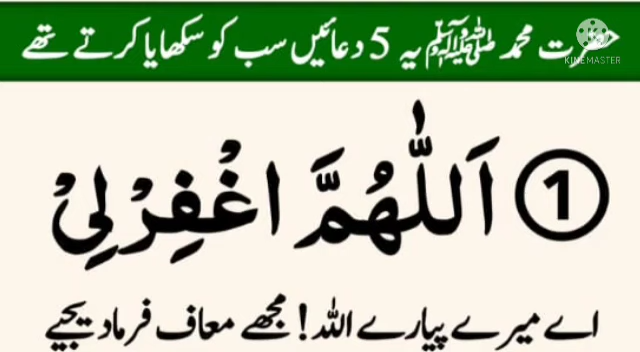 حضرت محمد ﷺ یہ 5 دعائیں سب کو سکھایا کرتے تھے
KINEMASTER
① اَللّٰهُمَّ اغْفِرْ لِیْ
اے میرے پیارے اللہ! مجھے معاف فرما دیجیے